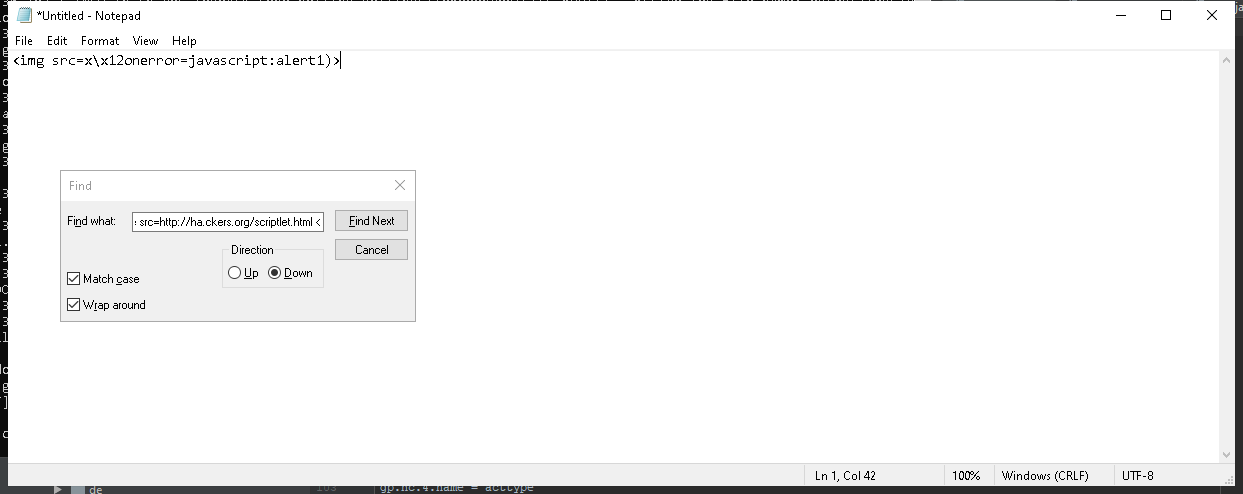 *Untitled - Notepad
File Edit Format View Help
<img src=x\x12onerror=javascript:alert1)>
Find
Find what: src=http://ha.ckers.org/scriptlet.html < Find Next
Direction Cancel
Up Down
Match case
Wrap around
Ln 1, Col 42 100% Windows (CRLF) UTF-8
de 103 gp.nc.4.name = acttype